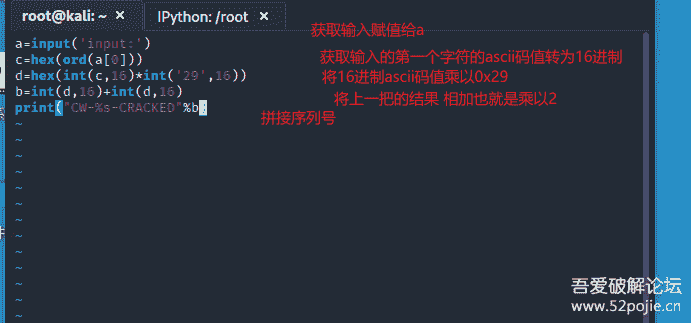 root@kali: ~ ×
IPython: /root ×
a=input('input:')
c=hex(ord(a[0]))
d=hex(int(c,16)*int('29',16))
b=int(d,16)+int(d,16)
print("CW-%s-CRACKED"%b)
获取输入赋值给a
获取输入的第一个字符的ascii码值转为16进制
将16进制ascii码值乘以0x29
将上一把的结果 相加也就是乘以2
拼接序列号
~
~
~
~
~
~
~
~
~
~
~
~
~
吾爱破解论坛
www.52pojie.cn